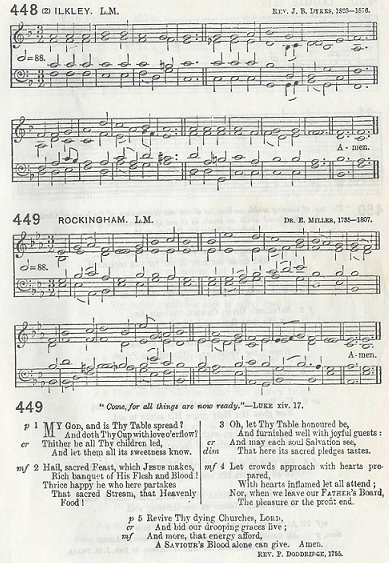 448 (2) ILKLEY. L.M. REV. J. B. DYKES, 1823—1876.
=88.
A - men.
449 ROCKINGHAM. L.M. DR. E. MILLER, 1735—1807.
=88.
A-men.
449 "Come, for all things are now ready."—LUKE xiv. 17.
p 1 MY GOD, and is Thy Table spread?
And doth Thy Cup with love o'erflow?
cr Thither be all Thy children led,
And let them all its sweetness know.
mf 2 Hail, sacred Feast, which JESUS makes,
Rich banquet of His Flesh and Blood!
Thrice happy he who here partakes
That sacred Stream, that Heavenly
Food!
3 Oh, let Thy Table honoured be,
And furnished well with joyful guests:
cr And may each soul Salvation see,
dim That here its sacred pledges tastes.
mf 4 Let crowds approach with hearts pre-
pared,
With hearts inflamed let all attend;
Nor, when we leave our FATHER'S Board,
The pleasure or the profit end.
p 5 Revive Thy dying Churches, LORD,
cr And bid our drooping graces live;
mf And more, that energy afford,
A SAVIOUR'S Blood alone can give. Amen.
REV. P. DODDRIDGE, 1755.